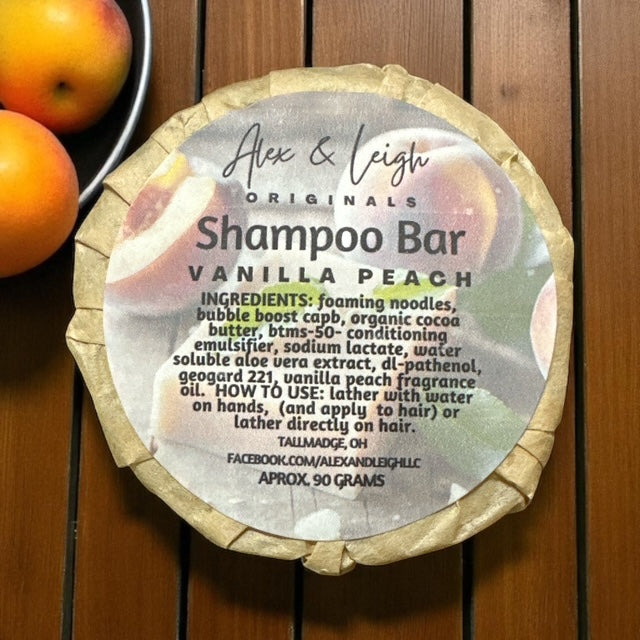 Alex & Leigh
ORIGINALS
Shampoo Bar
VANILLA PEACH
INGREDIENTS: foaming noodles,
bubble boost capb, organic cocoa
butter, btms-50- conditioning
emulsifier, sodium lactate, water
soluble aloe vera extract, dl-pathenol,
geogard 221, vanilla peach fragrance
oil. HOW TO USE: lather with water
on hands, (and apply to hair) or
lather directly on hair.
TALLMADGE, OH
FACEBOOK.COM/ALEXANDLEIGHLLC
APROX. 90 GRAMS